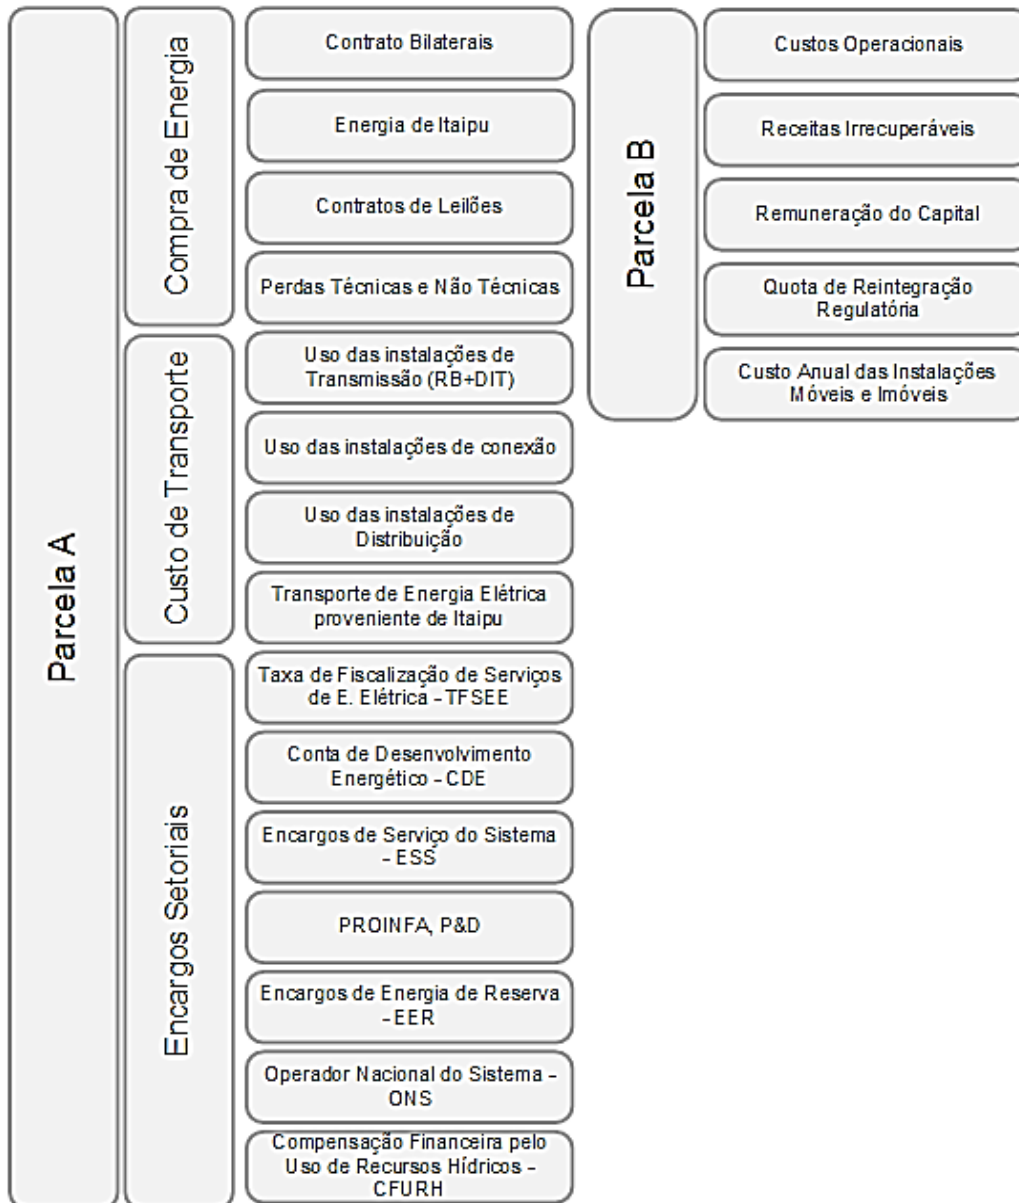 Parcela A
Compra de Energia
Contrato Bilaterais
Energia de Itaipu
Contratos de Leilões
Perdas Técnicas e Não Técnicas
Custo de Transporte
Uso das instalações de
Transmissão (RB+DIT)
Uso das instalações de conexão
Uso das instalações de
Distribuição
Transporte de Energia Elétrica
proveniente de Itaipu
Encargos Setoriais
Taxa de Fiscalização de Serviços
de E. Elétrica - TFSEE
Conta de Desenvolvimento
Energético - CDE
Encargos de Serviço do Sistema
- ESS
PROINFA, P&D
Encargos de Energia de Reserva
- EER
Operador Nacional do Sistema -
ONS
Compensação Financeira pelo
Uso de Recursos Hídricos -
CFURH
Parcela B
Custos Operacionais
Receitas Irrecuperáveis
Remuneração do Capital
Quota de Reintegração
Regulatória
Custo Anual das Instalações
Móveis e Imóveis